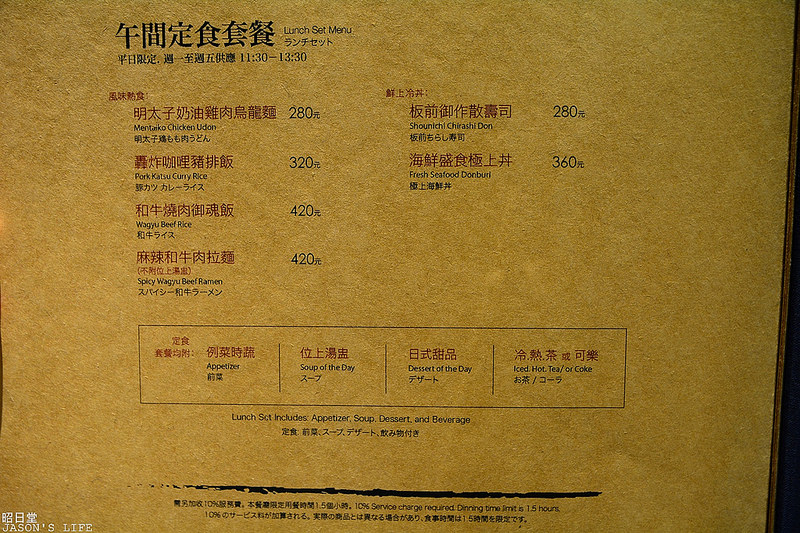 午間定食套餐 Lunch Set Menu
ランチセット
平日限定, 週一至週五供應 11:30－13:30
風味熟食：
明太子奶油雞肉烏龍麵 280元
Mentaiko Chicken Udon
明太子鶏もも肉うどん
轟炸咖哩豬排飯 320元
Pork Katsu Curry Rice
豚カツ カレーライス
和牛燒肉御魂飯 420元
Wagyu Beef Rice
和牛ライス
麻辣和牛肉拉麵 420元
(不附位上湯盅)
Spicy Wagyu Beef Ramen
スパイシー和牛ラーメン
鮮上冷丼：
板前御作散壽司 280元
Shounichi Chirashi Don
板前ちらし寿司
海鮮盛食極上丼 360元
Fresh Seafood Donburi
極上海鮮丼
定食
套餐均附：
例菜時蔬
Appetizer
前菜
位上湯盅
Soup of the Day
スープ
日式甜品
Dessert of the Day
デザート
冷.熱.茶 或 可樂
Iced. Hot. Tea/ or Coke
お茶 / コーラ
Lunch Set Includes: Appetizer, Soup, Dessert, and Beverage
定食: 前菜、スープ、デザート、飲み物付き
需另加收10%服務費。本餐廳限定用餐時間1.5個小時。10% Service charge required. Dinning time limit is 1.5 hours.
10% のサービス料が加算される。実際の商品とは異なる場合があり、食事時間は1.5時間を限定です。
昭日堂
JASON'S LIFE